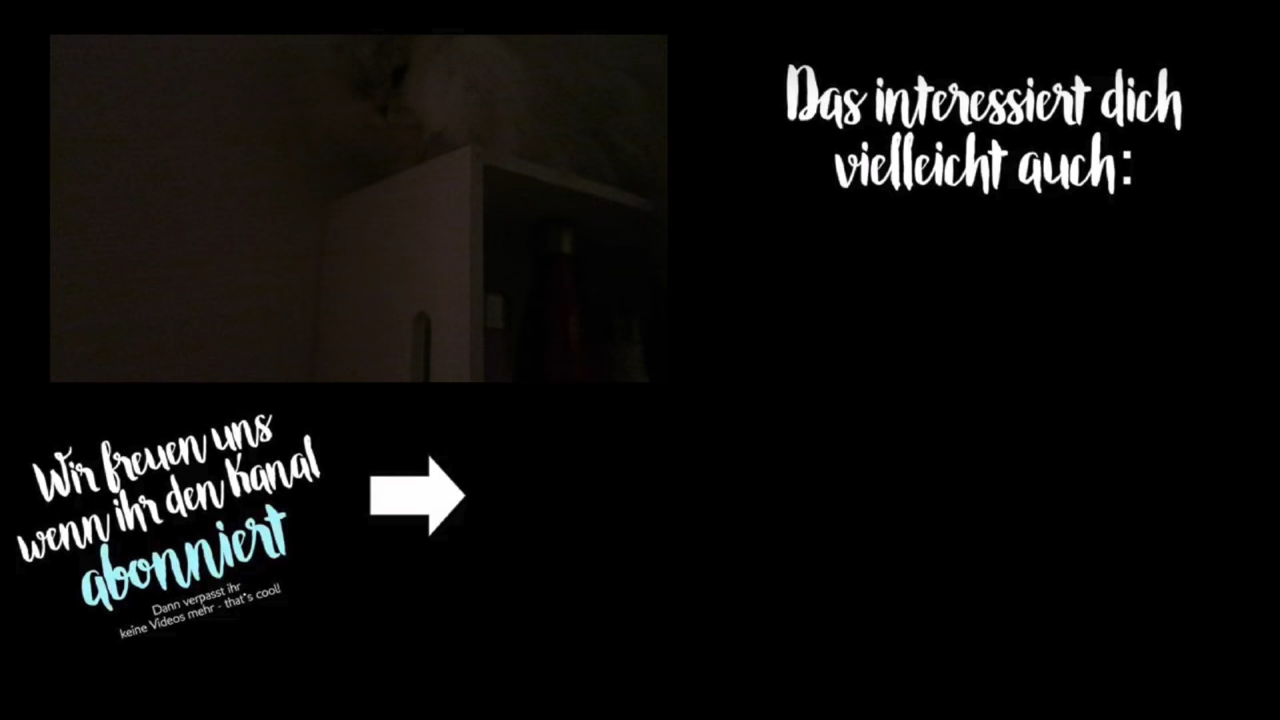 Das interessiert dich
vielleicht auch:
Wir freuen uns
wenn ihr den Kanal
abonniert
Dann verpasst ihr
keine Videos mehr - that's cool!